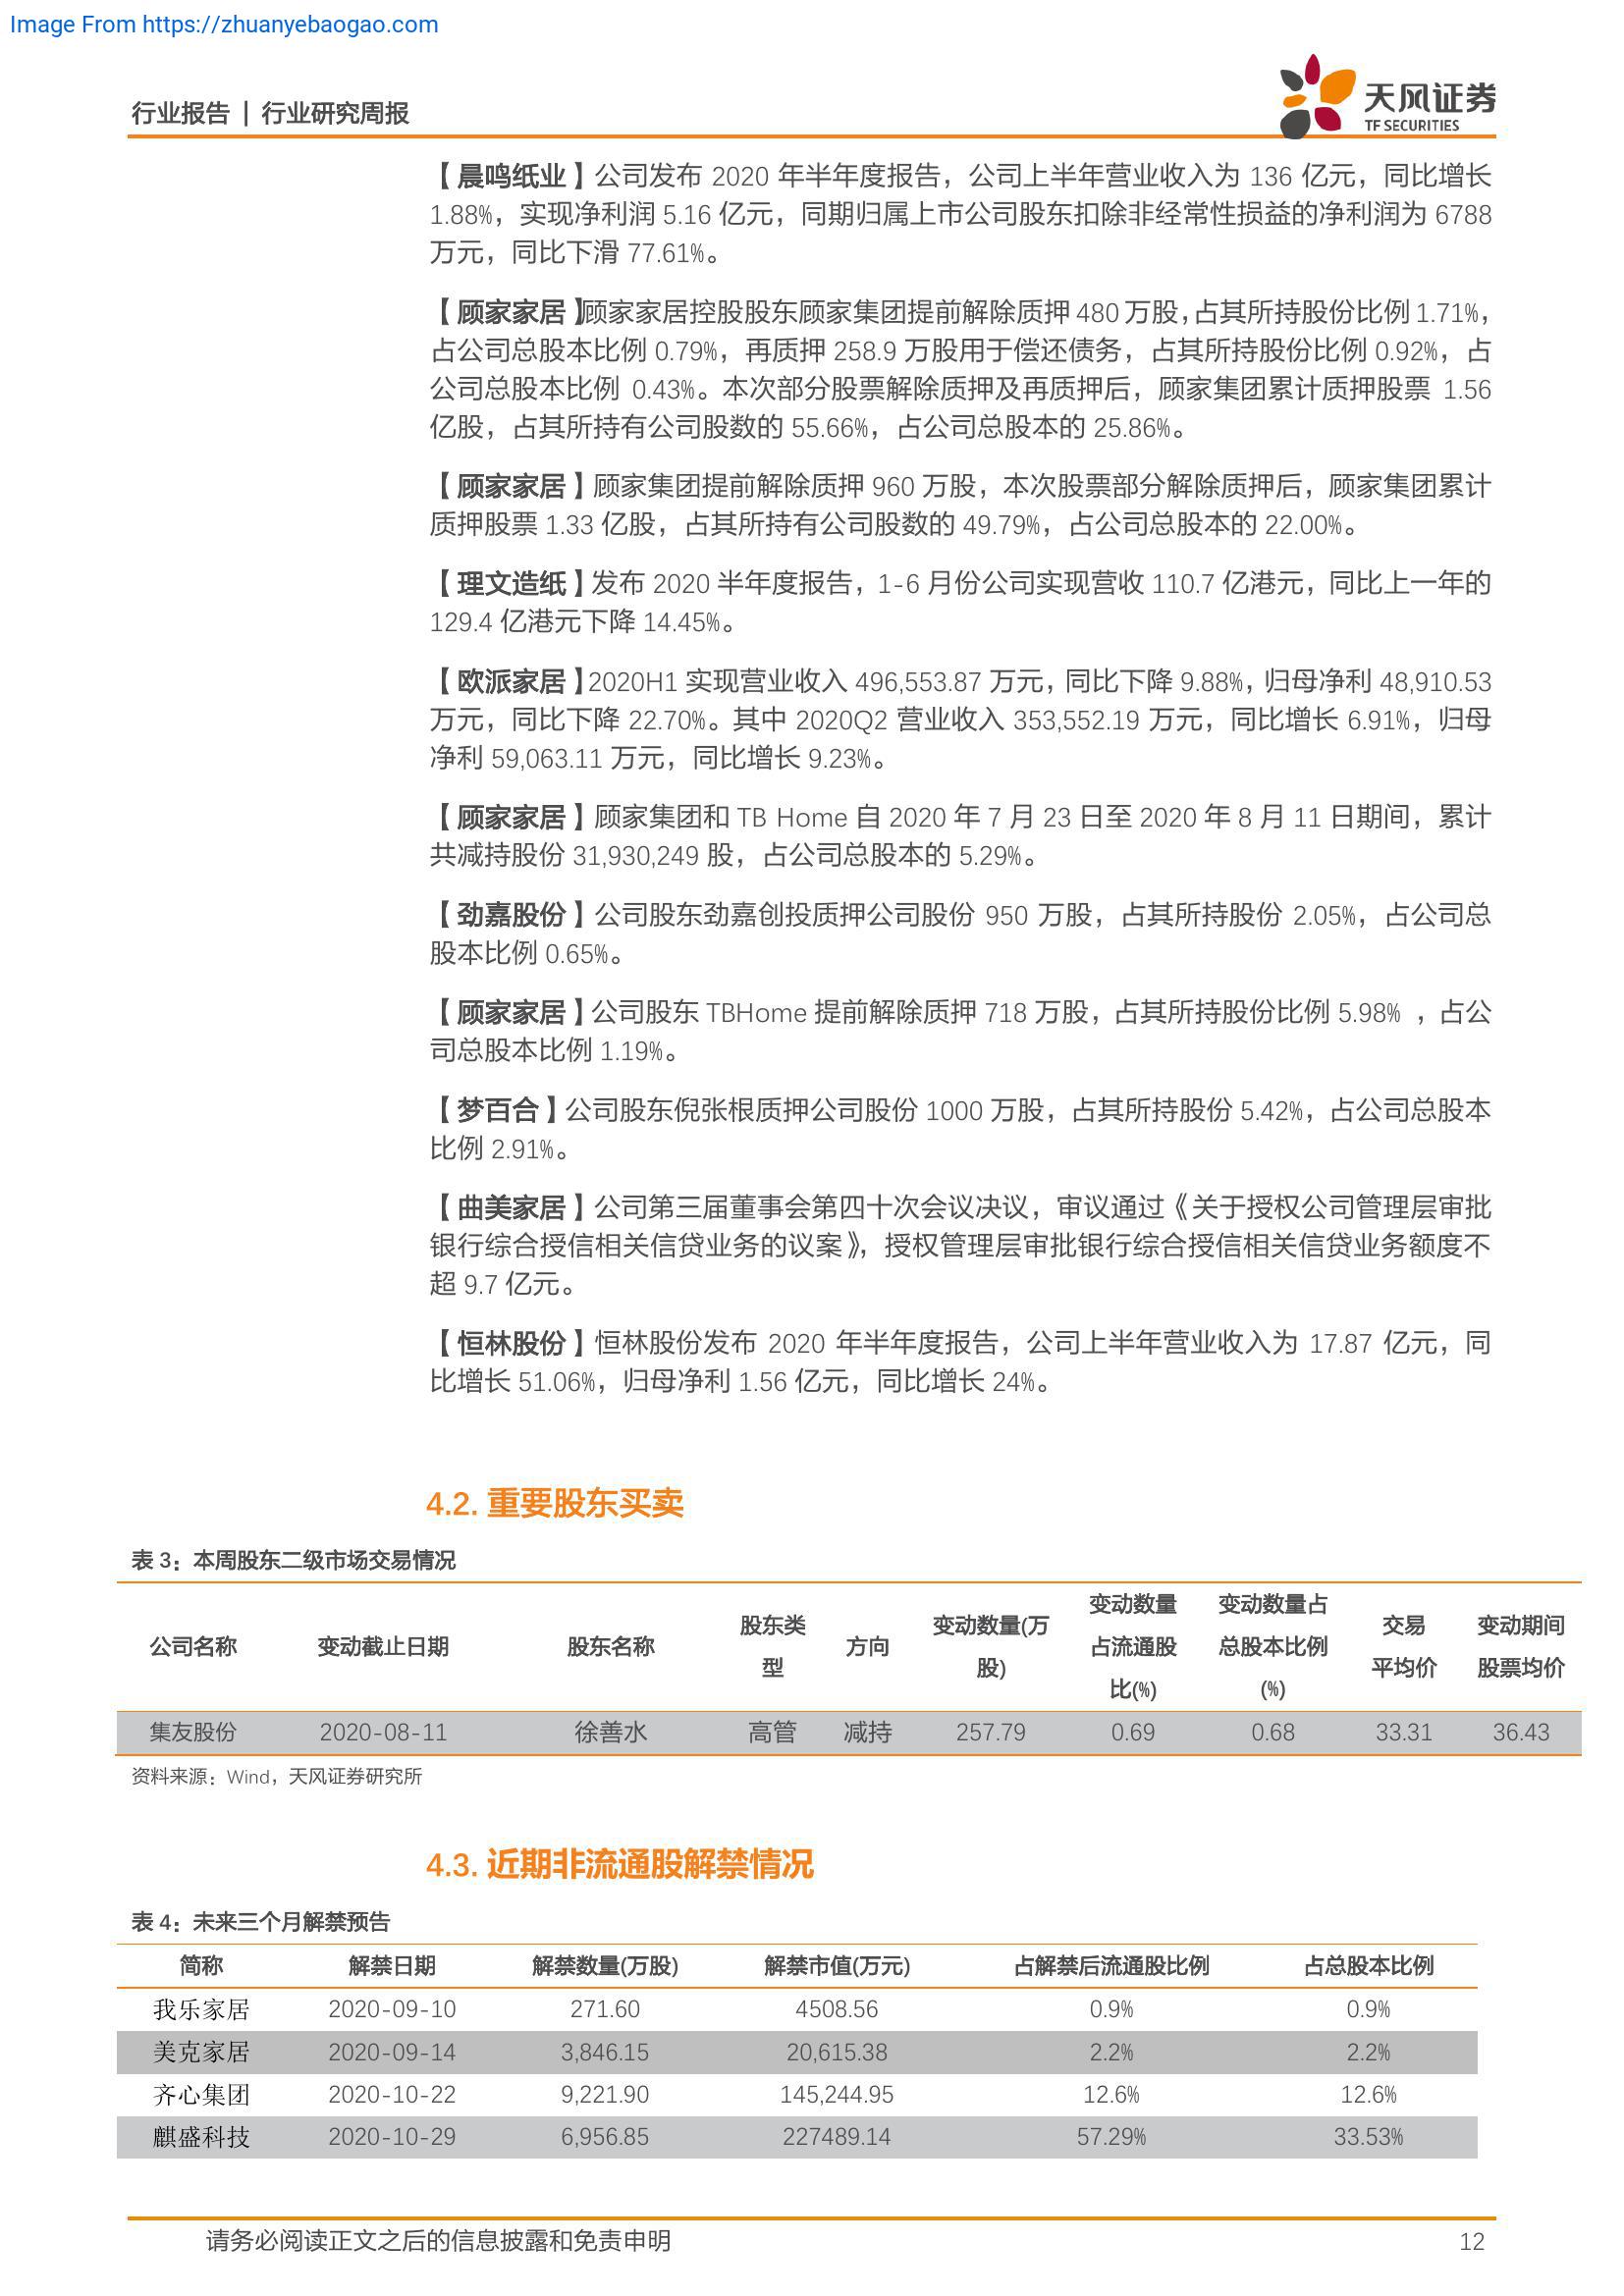 Image From https://zhuanyebaogao.com
行业报告 | 行业研究周报
天风证券
TF SECURITIES
【晨鸣纸业】公司发布 2020 年半年度报告，公司上半年营业收入为 136 亿元，同比增长
1.88%，实现净利润 5.16 亿元，同期归属上市公司股东扣除非经常性损益的净利润为 6788
万元，同比下滑 77.61%。
【顾家家居】顾家家居控股股东顾家集团提前解除质押 480 万股，占其所持股份比例 1.71%，
占公司总股本比例 0.79%，再质押 258.9 万股用于偿还债务，占其所持股份比例 0.92%，占
公司总股本比例 0.43%。本次部分股票解除质押及再质押后，顾家集团累计质押股票 1.56
亿股，占其所持有公司股数的 55.66%，占公司总股本的 25.86%。
【顾家家居】顾家集团提前解除质押 960 万股，本次股票部分解除质押后，顾家集团累计
质押股票 1.33 亿股，占其所持有公司股数的 49.79%，占公司总股本的 22.00%。
【理文造纸】发布 2020 半年度报告，1-6 月份公司实现营收 110.7 亿港元，同比上一年的
129.4 亿港元下降 14.45%。
【欧派家居】2020H1 实现营业收入 496,553.87 万元，同比下降 9.88%，归母净利 48,910.53
万元，同比下降 22.70%。其中 2020Q2 营业收入 353,552.19 万元，同比增长 6.91%，归母
净利 59,063.11 万元，同比增长 9.23%。
【顾家家居】顾家集团和 TB Home 自 2020 年 7 月 23 日至 2020 年 8 月 11 日期间，累计
共减持股份 31,930,249 股，占公司总股本的 5.29%。
【劲嘉股份】公司股东劲嘉创投质押公司股份 950 万股，占其所持股份 2.05%，占公司总
股本比例 0.65%。
【顾家家居】公司股东 TBHome 提前解除质押 718 万股，占其所持股份比例 5.98% ，占公
司总股本比例 1.19%。
【梦百合】公司股东倪张根质押公司股份 1000 万股，占其所持股份 5.42%，占公司总股本
比例 2.91%。
【曲美家居】公司第三届董事会第四十次会议决议，审议通过《关于授权公司管理层审批
银行综合授信相关信贷业务的议案》，授权管理层审批银行综合授信相关信贷业务额度不
超 9.7 亿元。
【恒林股份】恒林股份发布 2020 年半年度报告，公司上半年营业收入为 17.87 亿元，同
比增长 51.06%，归母净利 1.56 亿元，同比增长 24%。
4.2. 重要股东买卖
表 3：本周股东二级市场交易情况
公司名称 变动截止日期 股东名称 股东类型 方向 变动数量(万股) 变动数量占流通股比(%) 变动数量占总股本比例(%) 交易平均价 变动期间股票均价
集友股份 2020-08-11 徐善水 高管 减持 257.79 0.69 0.68 33.31 36.43
资料来源：Wind，天风证券研究所
4.3. 近期非流通股解禁情况
表 4：未来三个月解禁预告
简称 解禁日期 解禁数量(万股) 解禁市值(万元) 占解禁后流通股比例 占总股本比例
我乐家居 2020-09-10 271.60 4508.56 0.9% 0.9%
美克家居 2020-09-14 3,846.15 20,615.38 2.2% 2.2%
齐心集团 2020-10-22 9,221.90 145,244.95 12.6% 12.6%
麒盛科技 2020-10-29 6,956.85 227489.14 57.29% 33.53%
请务必阅读正文之后的信息披露和免责申明 12